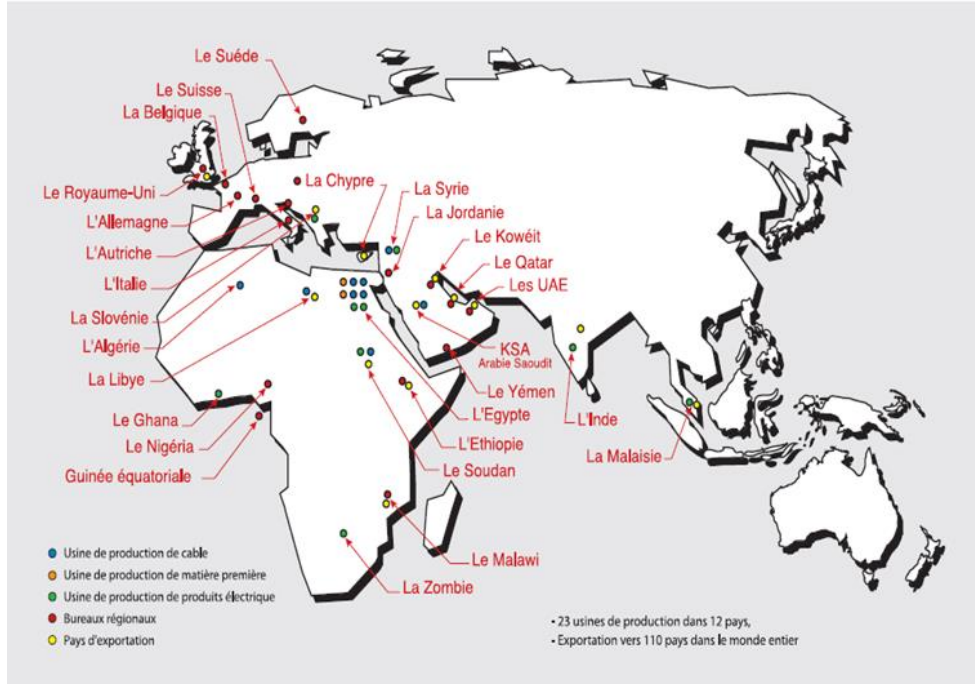 Le Suéde
Le Suisse
La Belgique
La Chypre
La Syrie
Le Royaume-Uni
La Jordanie
L'Allemagne
Le Kowéit
L'Autriche
Le Qatar
L'Italie
Les UAE
La Slovénie
L'Algérie
KSA
Arabie Saoudit
La Libye
Le Yémen
Le Ghana
L'Egypte
L'Inde
Le Nigéria
L'Ethiopie
La Malaisie
Guinée équatoriale
Le Soudan
Le Malawi
La Zombie
Usine de production de cable
Usine de production de matière première
Usine de production de produits électrique
Bureaux régionaux
Pays d'exportation
- 23 usines de production dans 12 pays,
- Exportation vers 110 pays dans le monde entier